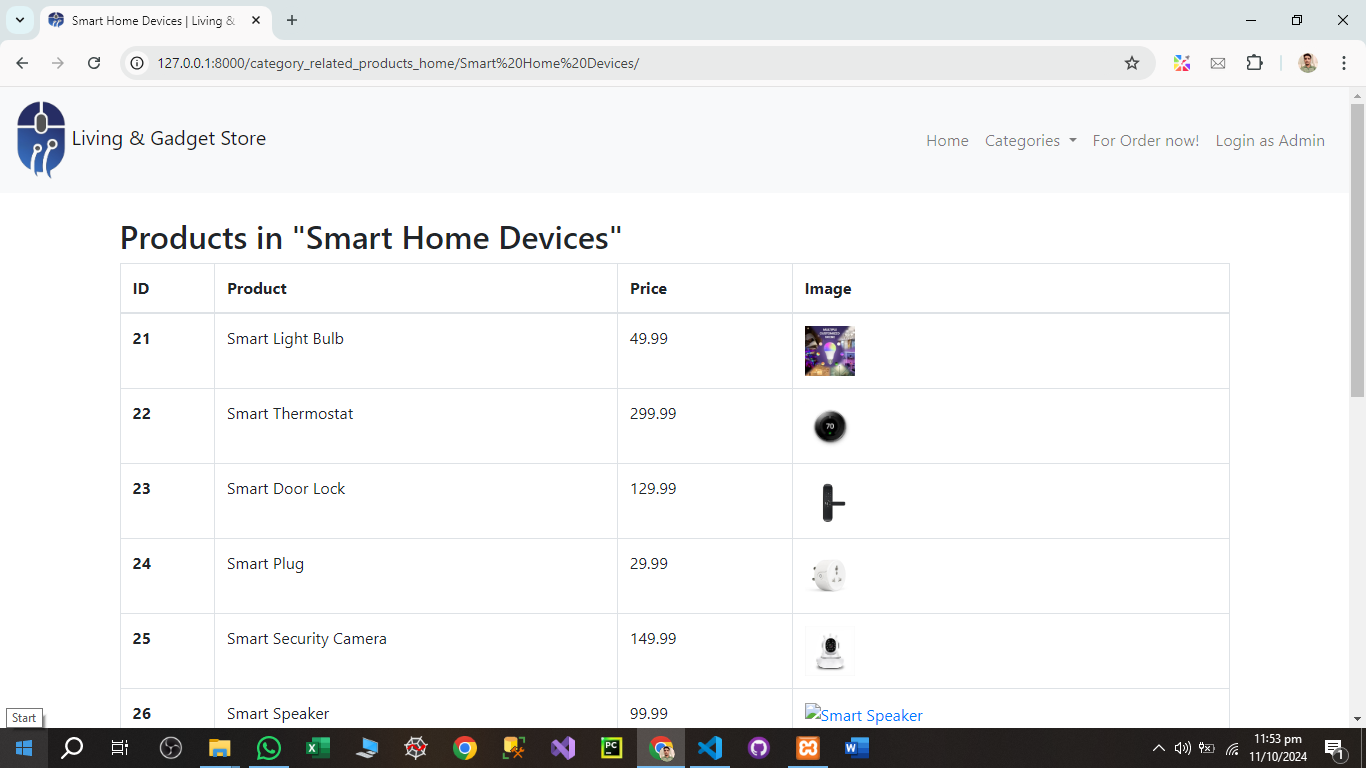 Smart Home Devices | Living &
127.0.0.1:8000/category_related_products_home/Smart%20Home%20Devices/
Living & Gadget Store
Home Categories For Order now! Login as Admin
Products in "Smart Home Devices"
ID Product Price Image
21 Smart Light Bulb 49.99
22 Smart Thermostat 299.99
70
23 Smart Door Lock 129.99
24 Smart Plug 29.99
25 Smart Security Camera 149.99
26 Smart Speaker 99.99 Smart Speaker
Start
PC
11:53 pm
11/10/2024
1